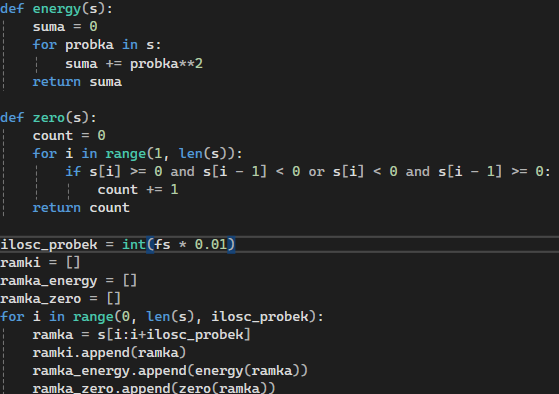 def energy(s):
    suma = 0
    for probka in s:
        suma += probka**2
    return suma

def zero(s):
    count = 0
    for i in range(1, len(s)):
        if s[i] >= 0 and s[i - 1] < 0 or s[i] < 0 and s[i - 1] >= 0:
            count += 1
    return count

ilosc_probek = int(fs * 0.01)
ramki = []
ramka_energy = []
ramka_zero = []
for i in range(0, len(s), ilosc_probek):
    ramka = s[i:i+ilosc_probek]
    ramki.append(ramka)
    ramka_energy.append(energy(ramka))
    ramka_zero.append(zero(ramka))